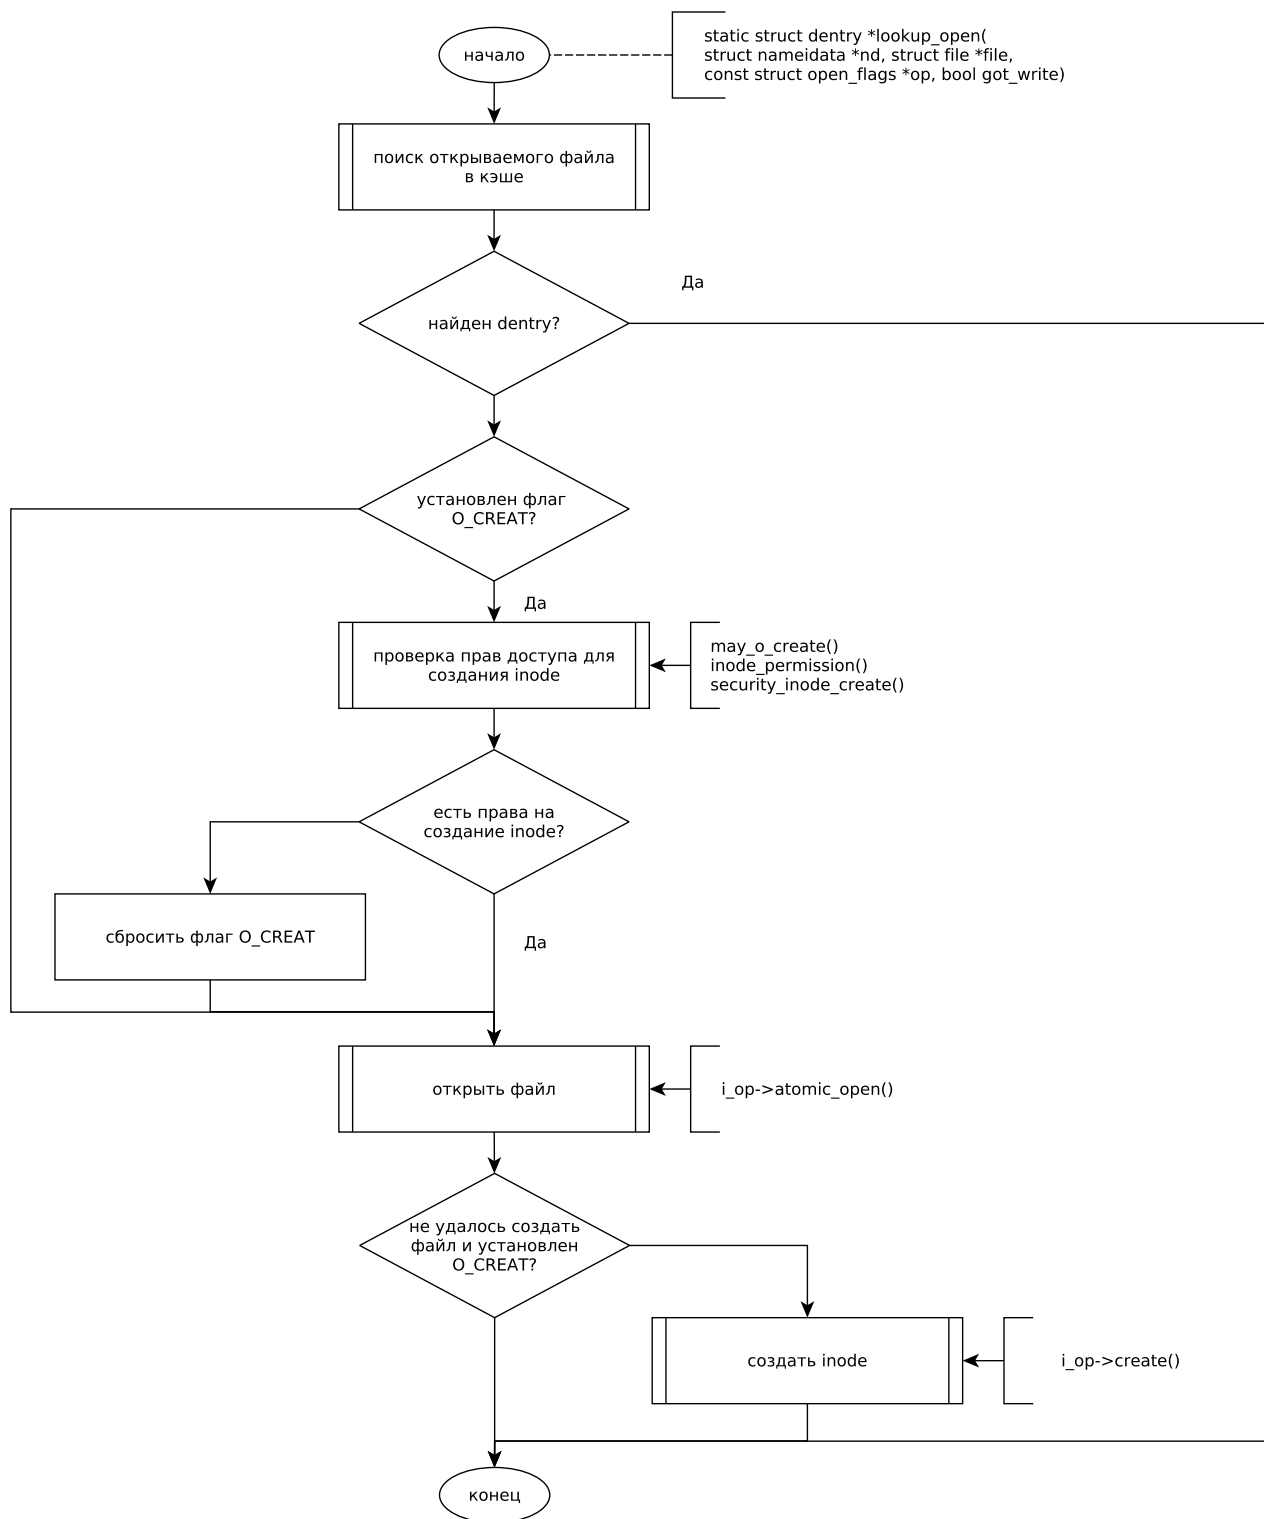 начало
static struct dentry *lookup_open(
struct nameidata *nd, struct file *file,
const struct open_flags *op, bool got_write)
поиск открываемого файла
в кэше
Да
найден dentry?
установлен флаг
O_CREAT?
Да
проверка прав доступа для
создания inode
may_o_create()
inode_permission()
security_inode_create()
есть права на
создание inode?
сбросить флаг O_CREAT
Да
открыть файл
i_op->atomic_open()
не удалось создать
файл и установлен
O_CREAT?
создать inode
i_op->create()
конец